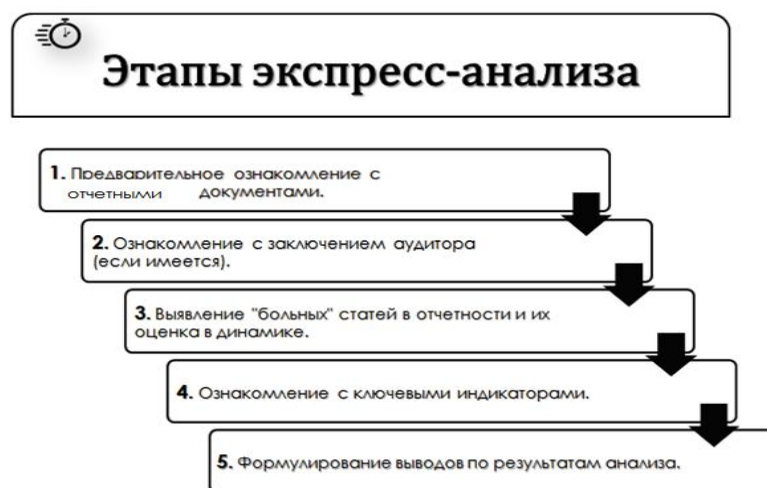 Этапы экспресс-анализа
1. Предварительное ознакомление с
отчетными документами.
2. Ознакомление с заключением аудитора
(если имеется).
3. Выявление "больных" статей в отчетности и их
оценка в динамике.
4. Ознакомление с ключевыми индикаторами.
5. Формулирование выводов по результатам анализа.